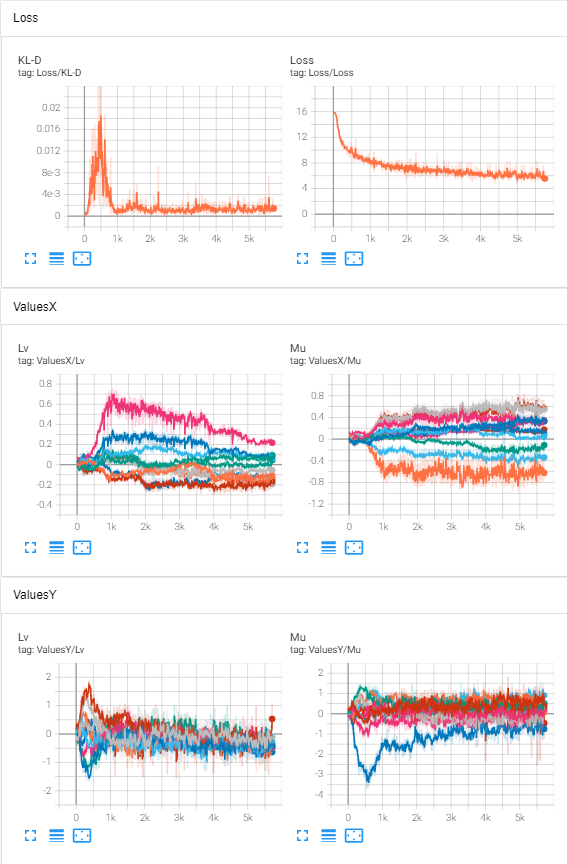 Loss
KL-D
tag: Loss/KL-D
0.02
0.016
0.012
8e-3
4e-3
0
0 1k 2k 3k 4k 5k
Loss
tag: Loss/Loss
16
12
8
4
0
0 1k 2k 3k 4k 5k
ValuesX
Lv
tag: ValuesX/Lv
0.8
0.6
0.4
0.2
0
-0.2
-0.4
0 1k 2k 3k 4k 5k
Mu
tag: ValuesX/Mu
0.8
0.4
0
-0.4
-0.8
-1.2
0 1k 2k 3k 4k 5k
ValuesY
Lv
tag: ValuesY/Lv
2
1
0
-1
-2
0 1k 2k 3k 4k 5k
Mu
tag: ValuesY/Mu
2
1
0
-1
-2
-3
-4
0 1k 2k 3k 4k 5k